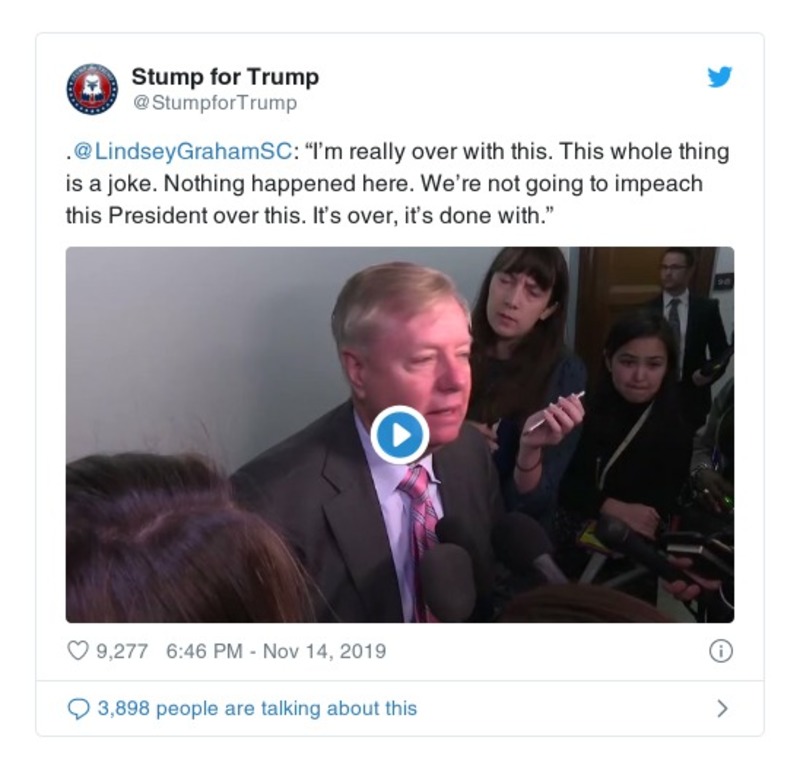 Stump for Trump
@StumpforTrump
.@LindseyGrahamSC: “I’m really over with this. This whole thing
is a joke. Nothing happened here. We’re not going to impeach
this President over this. It’s over, it’s done with.”
9,277 6:46 PM - Nov 14, 2019
3,898 people are talking about this